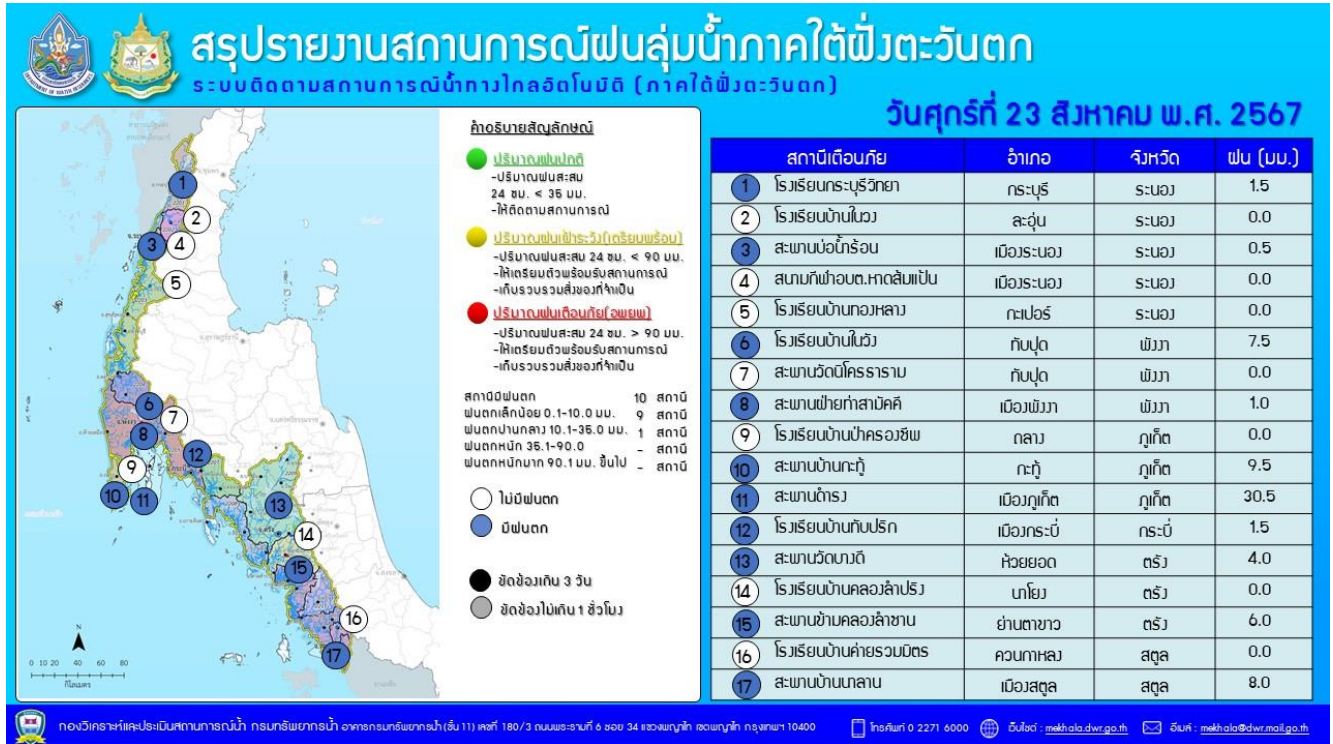 สรุปรายงานสถานการณ์ฝนลุ่มน้ำภาคใต้ฝั่งตะวันตก
ระบบติดตามสถานการณ์น้ำทางไกลอัตโนมัติ (ภาคใต้ฝั่งตะวันตก)
วันศุกร์ที่ 23 สิงหาคม พ.ศ. 2567
คำอธิบายสัญลักษณ์
ปริมาณฝนปกติ
-ปริมาณฝนสะสม
24 ชม. < 35 มม.
-ให้ติดตามสถานการณ์
ปริมาณฝนเฝ้าระวัง(เตรียมพร้อม)
-ปริมาณฝนสะสม 24 ชม. < 90 มม.
-ให้เตรียมตัวพร้อมรับสถานการณ์
-เก็บรวบรวมสิ่งของที่จำเป็น
ปริมาณฝนเตือนภัย(อพยพ)
-ปริมาณฝนสะสม 24 ชม. > 90 มม.
-ให้เตรียมตัวพร้อมรับสถานการณ์
-เก็บรวบรวมสิ่งของที่จำเป็น
สถานีมีฝนตก 10 สถานี
ฝนตกเล็กน้อย 0.1-10.0 มม. 9 สถานี
ฝนตกปานกลาง 10.1-35.0 มม. 1 สถานี
ฝนตกหนัก 35.1-90.0 - สถานี
ฝนตกหนักมาก 90.1 มม. ขึ้นไป - สถานี
ไม่มีฝนตก
มีฝนตก
ขัดข้องเกิน 3 วัน
ขัดข้องไม่เกิน 1 ชั่วโมง
1
2
3 4
5
6
7
8
12
9
10 11
13
14
15
16
17
N
0 10 20 40 60 80
กิโลเมตร
สถานีเตือนภัย อำเภอ จังหวัด ฝน (มม.)
1 โรงเรียนกระบุรีวิทยา กระบุรี ระนอง 1.5
2 โรงเรียนบ้านในวง ละอุ่น ระนอง 0.0
3 สะพานบ่อน้ำร้อน เมืองระนอง ระนอง 0.5
4 สนามกีฬาอบต.หาดส้มแป้น เมืองระนอง ระนอง 0.0
5 โรงเรียนบ้านทองหลาง กะเปอร์ ระนอง 0.0
6 โรงเรียนบ้านในวัง ทับปุด พังงา 7.5
7 สะพานวัดนิโครธาราม ทับปุด พังงา 0.0
8 สะพานฝ่ายท่าสามัคคี เมืองพังงา พังงา 1.0
9 โรงเรียนบ้านป่าครองชีพ ถลาง ภูเก็ต 0.0
10 สะพานบ้านกะทู้ กะทู้ ภูเก็ต 9.5
11 สะพานดำรง เมืองภูเก็ต ภูเก็ต 30.5
12 โรงเรียนบ้านทับปริก เมืองกระบี่ กระบี่ 1.5
13 สะพานวัดบางดี ห้วยยอด ตรัง 4.0
14 โรงเรียนบ้านคลองลำปริง นาโยง ตรัง 0.0
15 สะพานข้ามคลองลำชาน ย่านตาขาว ตรัง 6.0
16 โรงเรียนบ้านค่ายรวมมิตร ควนกาหลง สตูล 0.0
17 สะพานบ้านนาลาน เมืองสตูล สตูล 8.0
กองวิเคราะห์และประเมินสถานการณ์น้ำ กรมทรัพยากรน้ำ อาคารกรมทรัพยากรน้ำ (ชั้น 11) เลขที่ 180/3 ถนนพระรามที่ 6 ซอย 34 แขวงพญาไท เขตพญาไท กรุงเทพฯ 10400 โทรศัพท์ 0 2271 6000 เว็บไซต์ : mekhala.dwr.go.th อีเมล์ : mekhala@dwr.mail.go.th